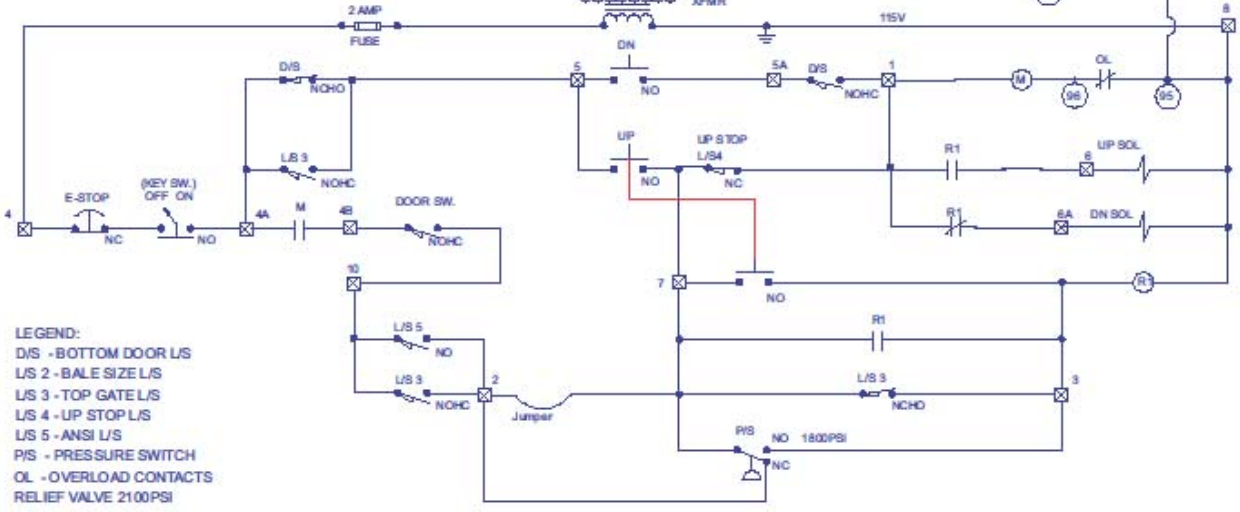 XFMR
2 AMP
FUSE
115V
8
DN
NO
5
5A
D/S
NOHC
1
M
96
OL
95
D/S
NCHO
L/S 3
NOHC
UP
NO
UP STOP
L/S4
NC
R1
6
UP SOL
R1
6A
DN SOL
4
E-STOP
NC
(KEY SW.)
OFF ON
NO
4A
M
4B
DOOR SW.
NOHC
10
7
NO
R1
R1
L/S 5
NO
L/S 3
NOHC
2
Jumper
L/S 3
NCHO
3
P/S
NO 1800PSI
NC
LEGEND:
D/S - BOTTOM DOOR L/S
L/S 2 - BALE SIZE L/S
L/S 3 - TOP GATE L/S
L/S 4 - UP STOP L/S
L/S 5 - ANSI L/S
P/S - PRESSURE SWITCH
OL - OVERLOAD CONTACTS
RELIEF VALVE 2100PSI